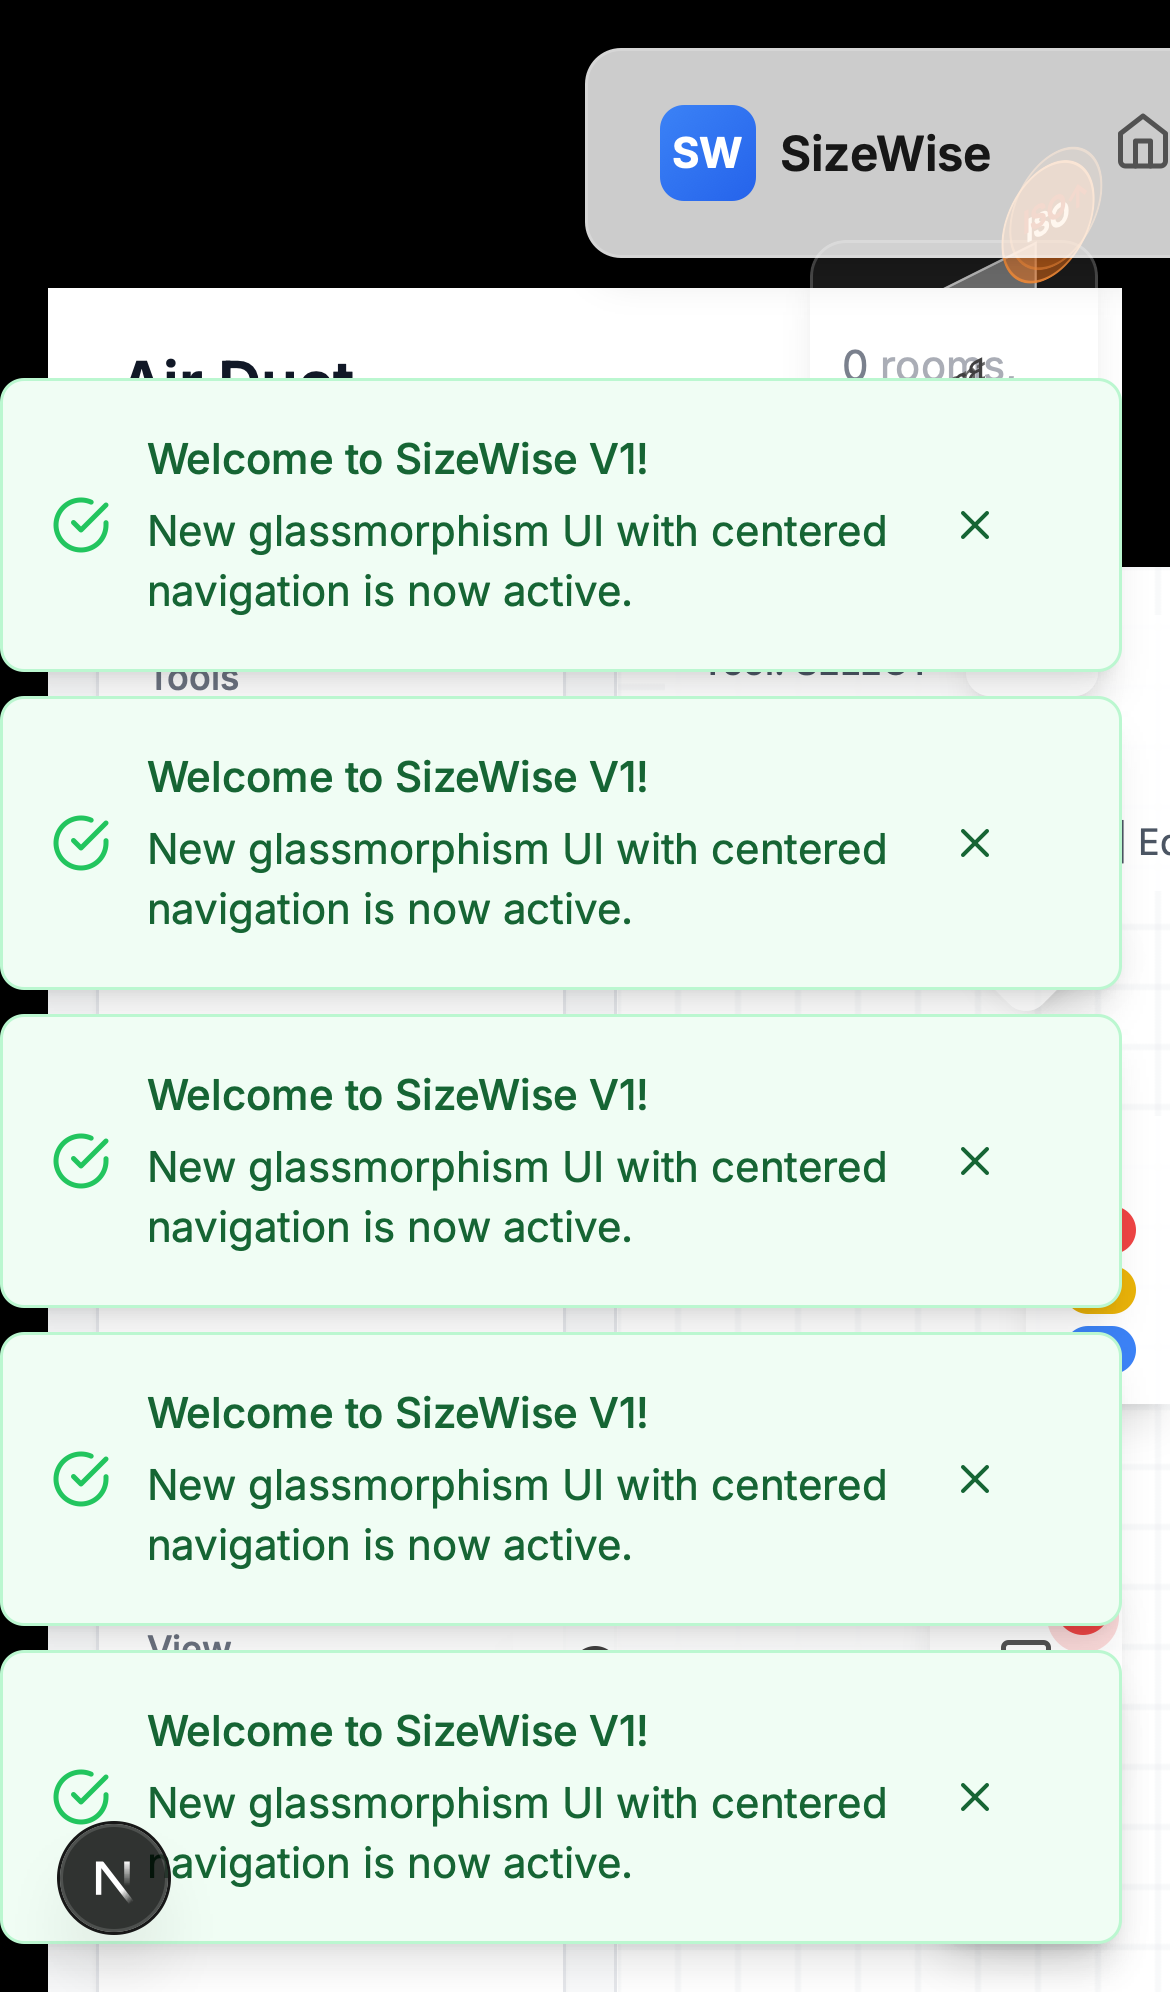 SW SizeWise
Air Duct
0 rooms,
Welcome to SizeWise V1!
New glassmorphism UI with centered
navigation is now active.
Tools
Tool: SELECT
Welcome to SizeWise V1!
New glassmorphism UI with centered
navigation is now active.
| Ec
Welcome to SizeWise V1!
New glassmorphism UI with centered
navigation is now active.
Welcome to SizeWise V1!
New glassmorphism UI with centered
navigation is now active.
View
Welcome to SizeWise V1!
New glassmorphism UI with centered
navigation is now active.
N